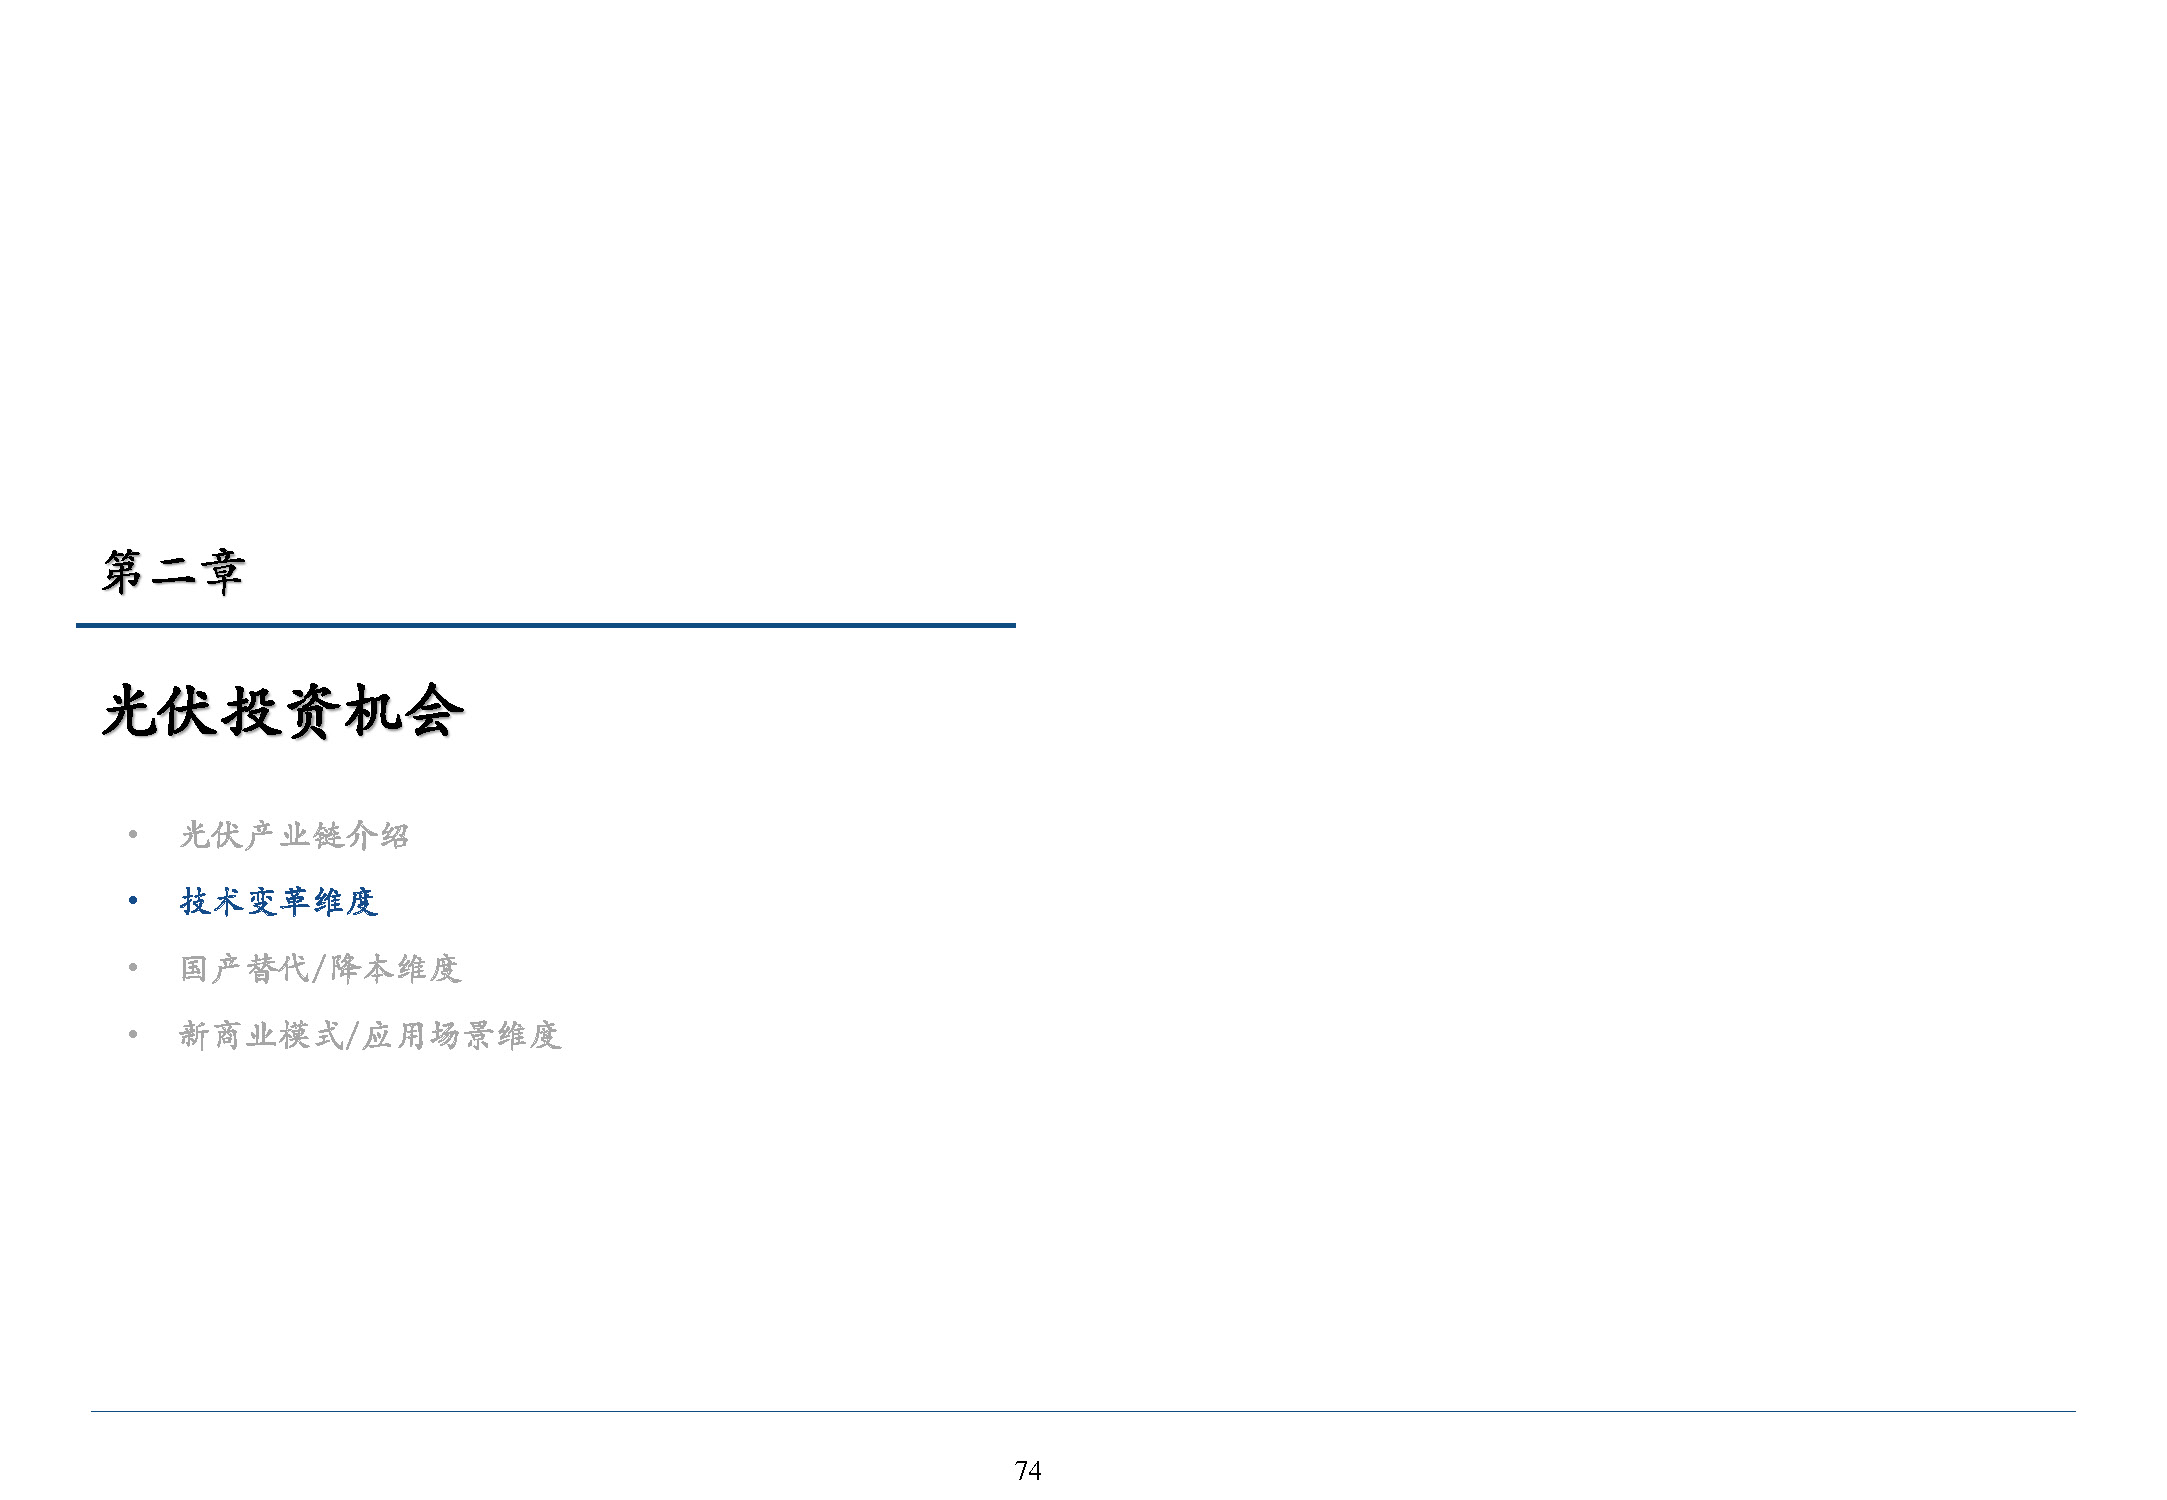 第二章
光伏投资机会
• 光伏产业链介绍
• 技术变革维度
• 国产替代/降本维度
• 新商业模式/应用场景维度
74